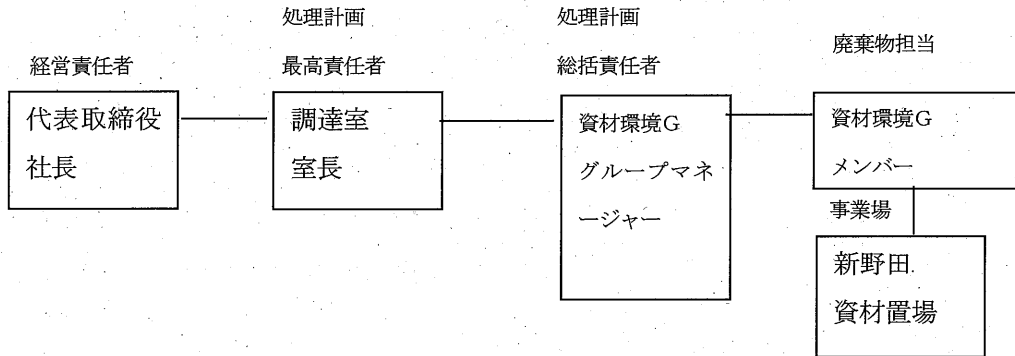 経営責任者
代表取締役
社長
処理計画
最高責任者
調達室
室長
処理計画
総括責任者
資材環境G
グループマネ
ージャー
廃棄物担当
資材環境G
メンバー
事業場
新野田
資材置場